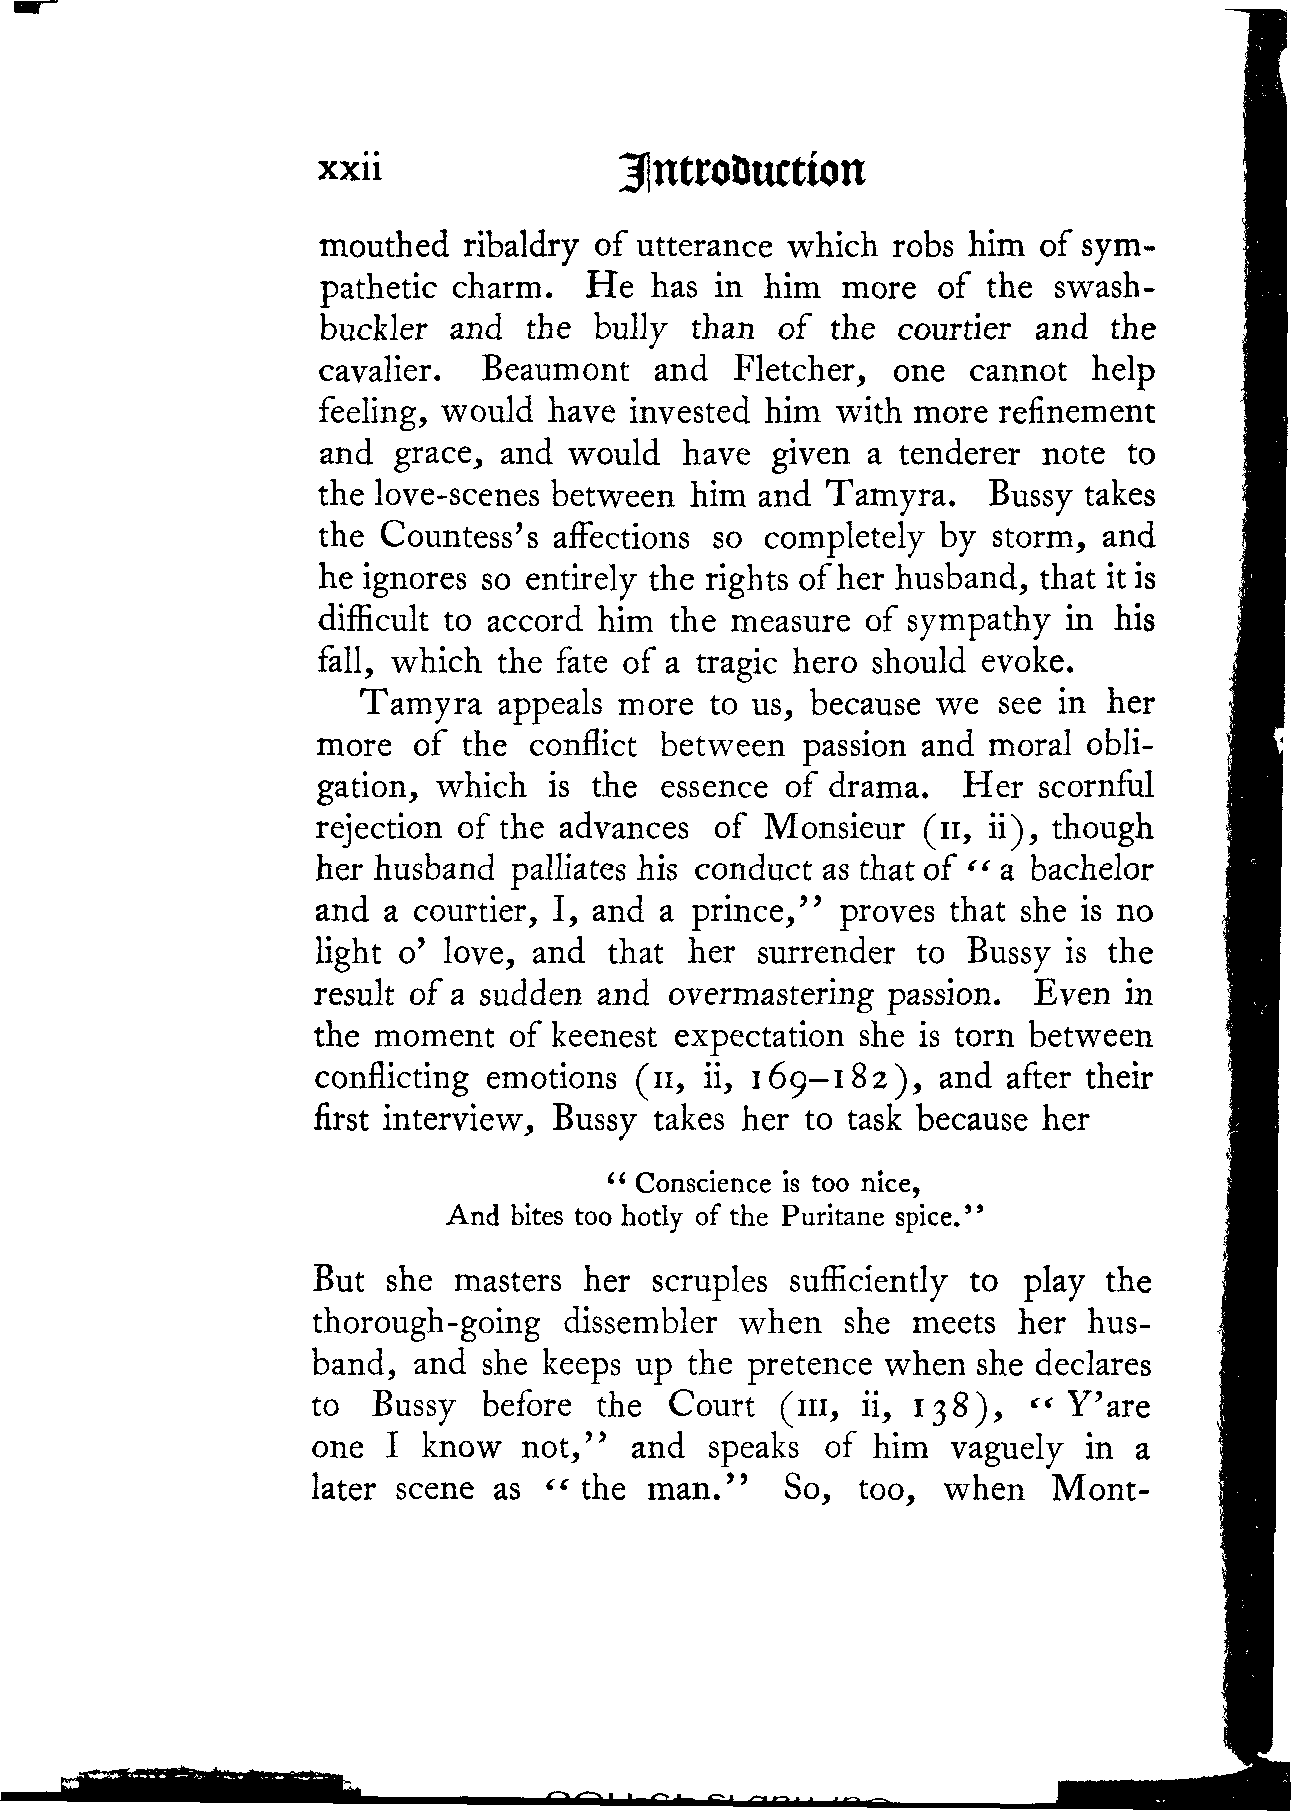 xxii Introduction
mouthed ribaldry of utterance which robs him of sym-
pathetic charm. He has in him more of the swash-
buckler and the bully than of the courtier and the
cavalier. Beaumont and Fletcher, one cannot help
feeling, would have invested him with more refinement
and grace, and would have given a tenderer note to
the love-scenes between him and Tamyra. Bussy takes
the Countess's affections so completely by storm, and
he ignores so entirely the rights of her husband, that it is
difficult to accord him the measure of sympathy in his
fall, which the fate of a tragic hero should evoke.
Tamyra appeals more to us, because we see in her
more of the conflict between passion and moral obli-
gation, which is the essence of drama. Her scornful
rejection of the advances of Monsieur (II, ii), though
her husband palliates his conduct as that of “a bachelor
and a courtier, I, and a prince,” proves that she is no
light o' love, and that her surrender to Bussy is the
result of a sudden and overmastering passion. Even in
the moment of keenest expectation she is torn between
conflicting emotions (II, ii, 169–182), and after their
first interview, Bussy takes her to task because her
“Conscience is too nice,
And bites too hotly of the Puritane spice.”
But she masters her scruples sufficiently to play the
thorough-going dissembler when she meets her hus-
band, and she keeps up the pretence when she declares
to Bussy before the Court (III, ii, 138), “Y'are
one I know not,” and speaks of him vaguely in a
later scene as “the man.” So, too, when Mont-